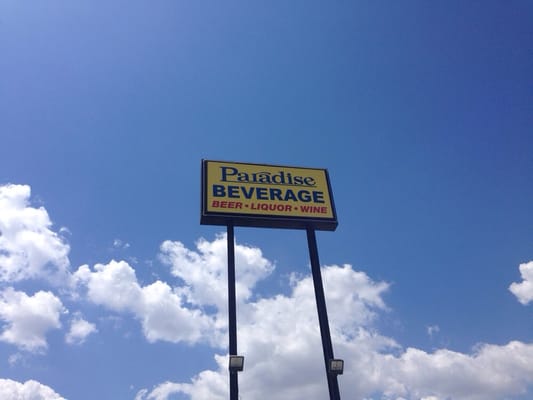 Paradise
BEVERAGE
BEER • LIQUOR • WINE